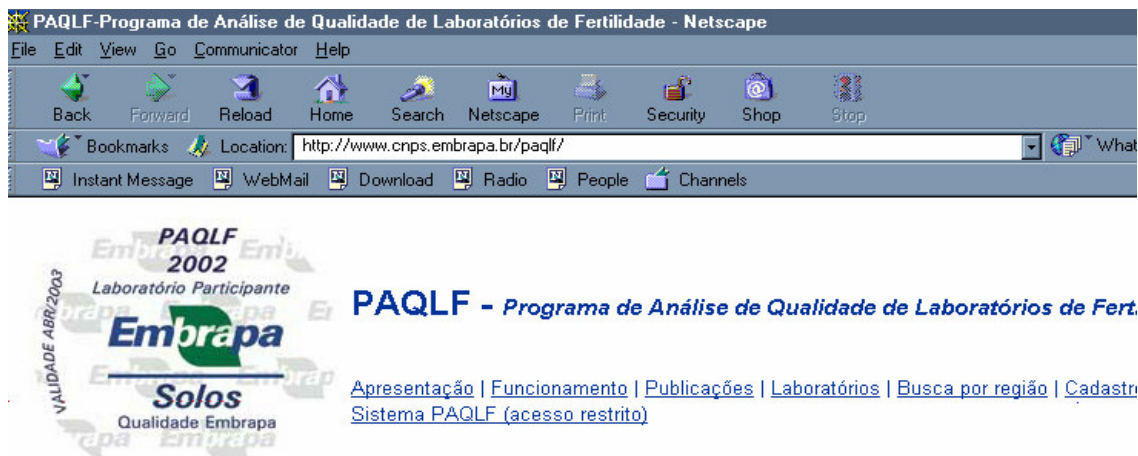 PAQLF-Programa de Análise de Qualidade de Laboratórios de Fertilidade - Netscape
File Edit View Go Communicator Help
Back Forward Reload Home Search Netscape Print Security Shop Stop
Bookmarks Location: http://www.cnps.embrapa.br/paqlf/ What
Instant Message WebMail Download Radio People Channels
PAQLF
2002
Laboratório Participante
Embrapa
Solos
Qualidade Embrapa
VALIDADE ABR/2003
PAQLF - Programa de Análise de Qualidade de Laboratórios de Fert.
Apresentação | Funcionamento | Publicações | Laboratórios | Busca por região | Cadastro
Sistema PAQLF (acesso restrito)